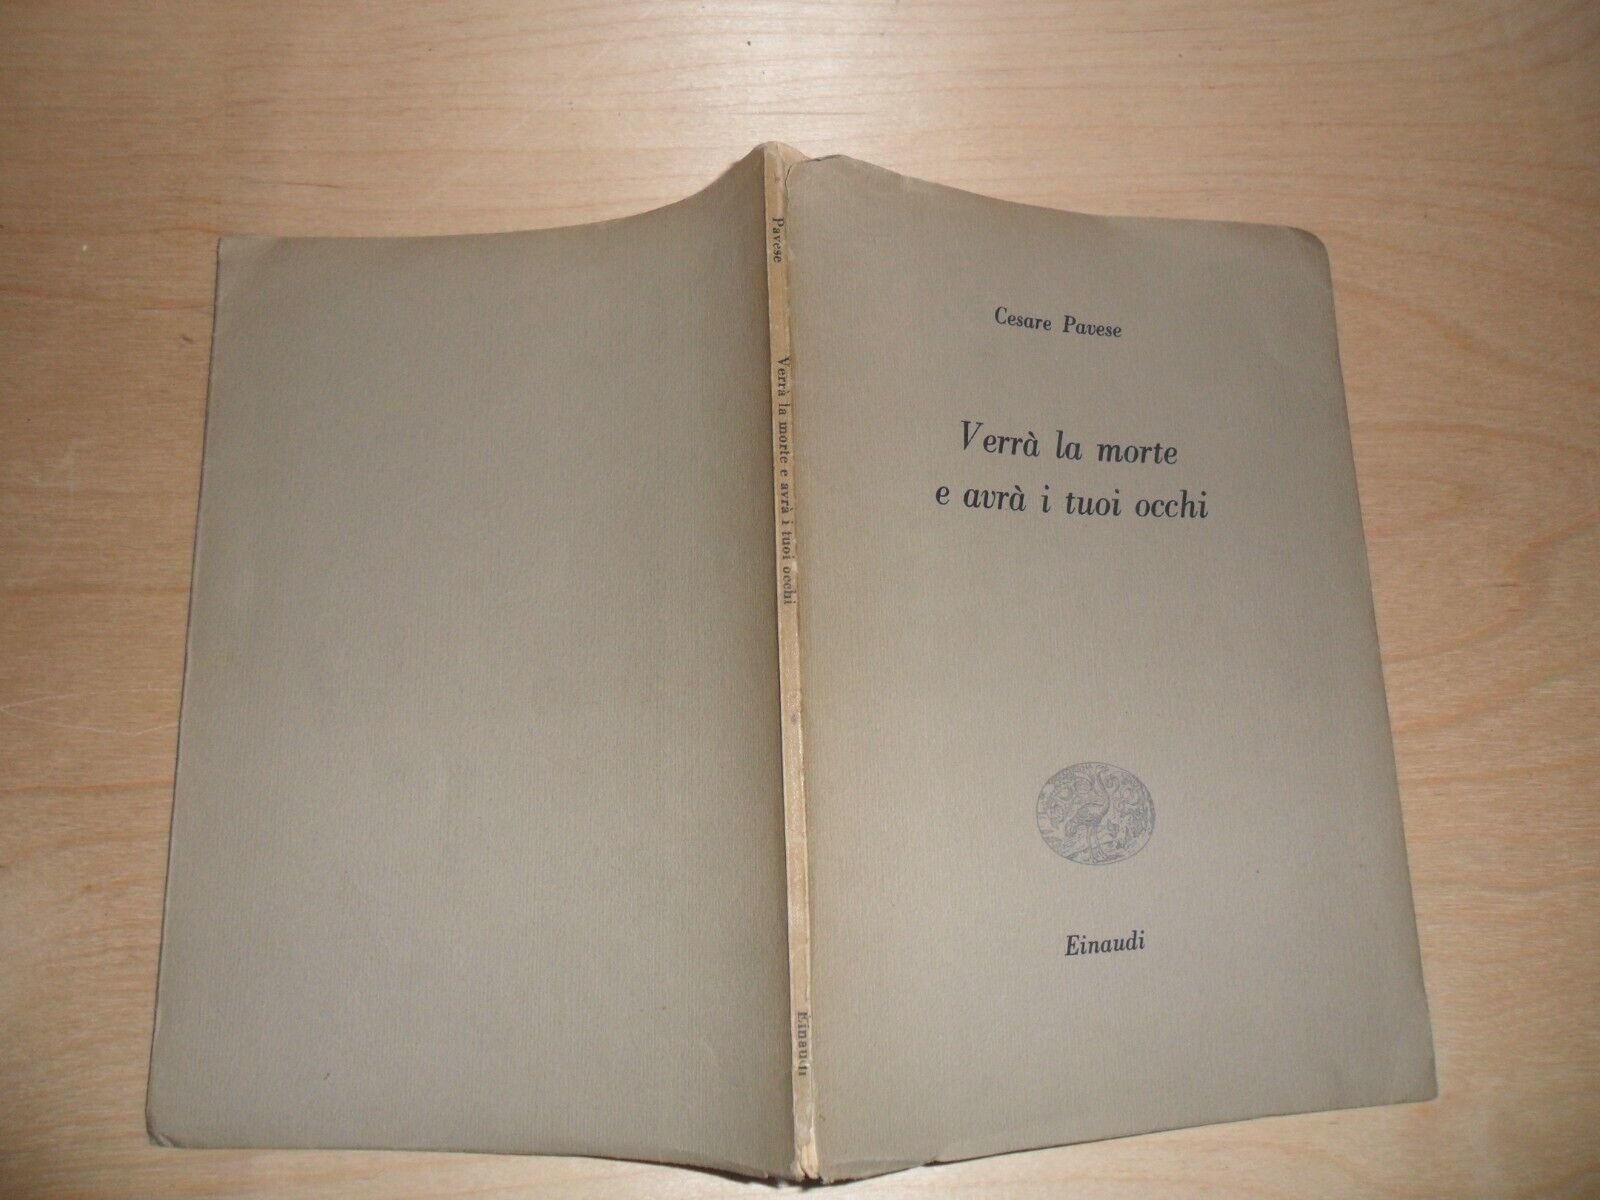 Pavese
Verrà la morte e avrà i tuoi occhi
Einaudi
Cesare Pavese
Verrà la morte
e avrà i tuoi occhi
Einaudi